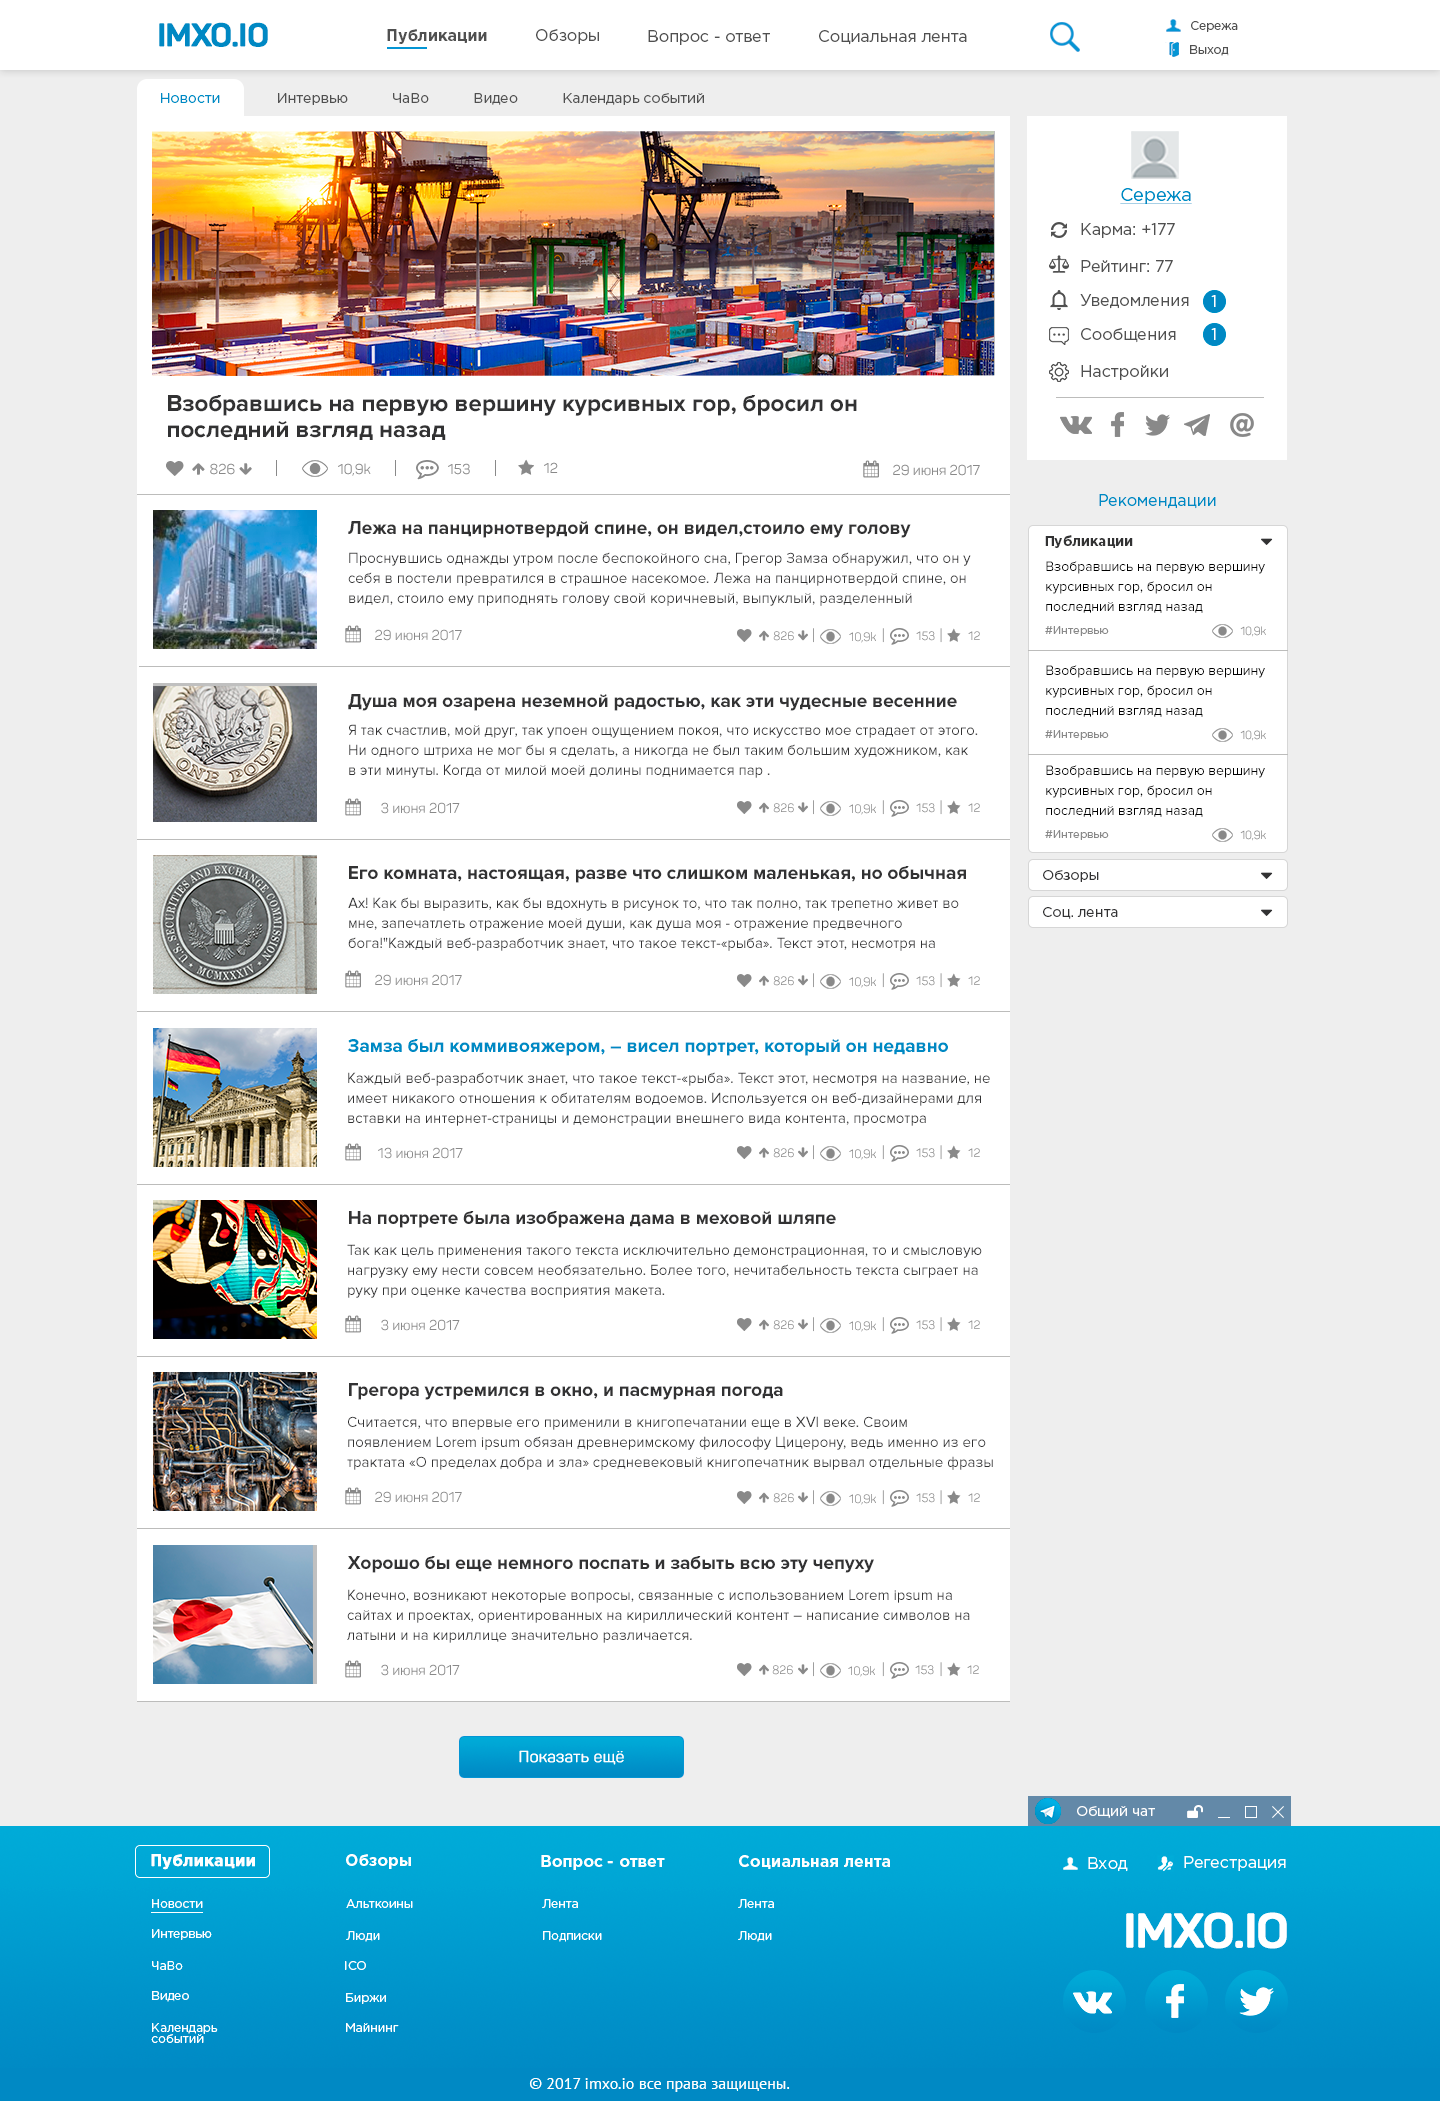 IMXO.IO
Публикации
Обзоры
Вопрос - ответ
Социальная лента
Сережа
Выход
Новости
Интервью
ЧаВо
Видео
Календарь событий
Взобравшись на первую вершину курсивных гор, бросил он
последний взгляд назад
826 10,9k 153 12 29 июня 2017
Лежа на панцирнотвердой спине, он видел,стоило ему голову
Проснувшись однажды утром после беспокойного сна, Грегор Замза обнаружил, что он у
себя в постели превратился в страшное насекомое. Лежа на панцирнотвердой спине, он
видел, стоило ему приподнять голову свой коричневый, выпуклый, разделенный
29 июня 2017 826 | 10,9k | 153 | 12
ONE POUND
Душа моя озарена неземной радостью, как эти чудесные весенние
Я так счастлив, мой друг, так упоен ощущением покоя, что искусство мое страдает от этого.
Ни одного штриха не мог бы я сделать, а никогда не был таким большим художником, как
в эти минуты. Когда от милой моей долины поднимается пар .
3 июня 2017 826 | 10,9k | 153 | 12
U.S. SECURITIES AND EXCHANGE COMMISSION
MCMXXXIV
Его комната, настоящая, разве что слишком маленькая, но обычная
Ах! Как бы выразить, как бы вдохнуть в рисунок то, что так полно, так трепетно живет во
мне, запечатлеть отражение моей души, как душа моя - отражение предвечного
бога!"Каждый веб-разработчик знает, что такое текст-«рыба». Текст этот, несмотря на
29 июня 2017 826 | 10,9k | 153 | 12
Замза был коммивояжером, – висел портрет, который он недавно
Каждый веб-разработчик знает, что такое текст-«рыба». Текст этот, несмотря на название, не
имеет никакого отношения к обитателям водоемов. Используется он веб-дизайнерами для
вставки на интернет-страницы и демонстрации внешнего вида контента, просмотра
13 июня 2017 826 | 10,9k | 153 | 12
На портрете была изображена дама в меховой шляпе
Так как цель применения такого текста исключительно демонстрационная, то и смысловую
нагрузку ему нести совсем необязательно. Более того, нечитабельность текста сыграет на
руку при оценке качества восприятия макета.
3 июня 2017 826 | 10,9k | 153 | 12
Грегора устремился в окно, и пасмурная погода
Считается, что впервые его применили в книгопечатании еще в XVI веке. Своим
появлением Lorem ipsum обязан древнеримскому философу Цицерону, ведь именно из его
трактата «О пределах добра и зла» средневековый книгопечатник вырвал отдельные фразы
29 июня 2017 826 | 10,9k | 153 | 12
Хорошо бы еще немного поспать и забыть всю эту чепуху
Конечно, возникают некоторые вопросы, связанные с использованием Lorem ipsum на
сайтах и проектах, ориентированных на кириллический контент – написание символов на
латыни и на кириллице значительно различается.
3 июня 2017 826 | 10,9k | 153 | 12
Показать ещё
Сережа
Карма: +177
Рейтинг: 77
Уведомления 1
Сообщения 1
Настройки
Рекомендации
Публикации
Взобравшись на первую вершину
курсивных гор, бросил он
последний взгляд назад
#Интервью 10,9k
Взобравшись на первую вершину
курсивных гор, бросил он
последний взгляд назад
#Интервью 10,9k
Взобравшись на первую вершину
курсивных гор, бросил он
последний взгляд назад
#Интервью 10,9k
Обзоры
Соц. лента
Общий чат
Публикации
Новости
Интервью
ЧаВо
Видео
Календарь
событий
Обзоры
Альткоины
Люди
ICO
Биржи
Майнинг
Вопрос - ответ
Лента
Подписки
Социальная лента
Лента
Люди
Вход
Регестрация
IMXO.IO
© 2017 imxo.io все права защищены.